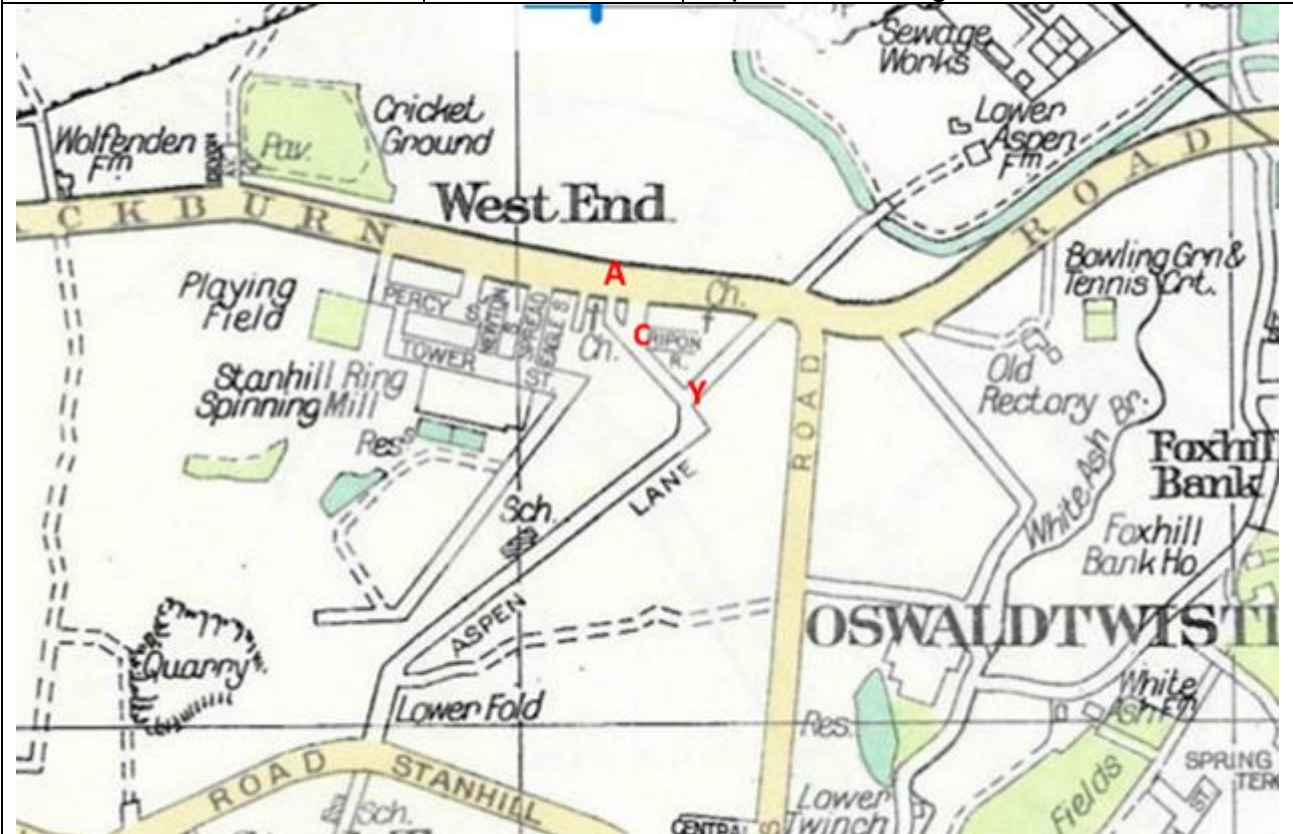 Sewage
Works
Cricket
Ground
Lower
Aspen
Fm
Wolfenden
Fm
Pav.
West End
CKBURN
ROAD
A
Bowling Grn &
Tennis Crt.
Playing
Field
PERCY S.
Ch.
SPREAD
EAGLE S
C
RIPON
R.
Ch.
TOWER
ST
Old
Rectory
Stanhill Ring
Spinning Mill
Y
ROAD
White Ash Br.
Ress
Foxhill
Bank
LANE
Sch.
Foxhill
Bank Ho
OSWALDTWISTL
ASPEN
Quarry
White
Ash Fm
Lower Fold
Res.
SPRING
TER
ROAD
STANHILL
Fields
ST.
Sch.
Lower
Twinch
CENTRAL